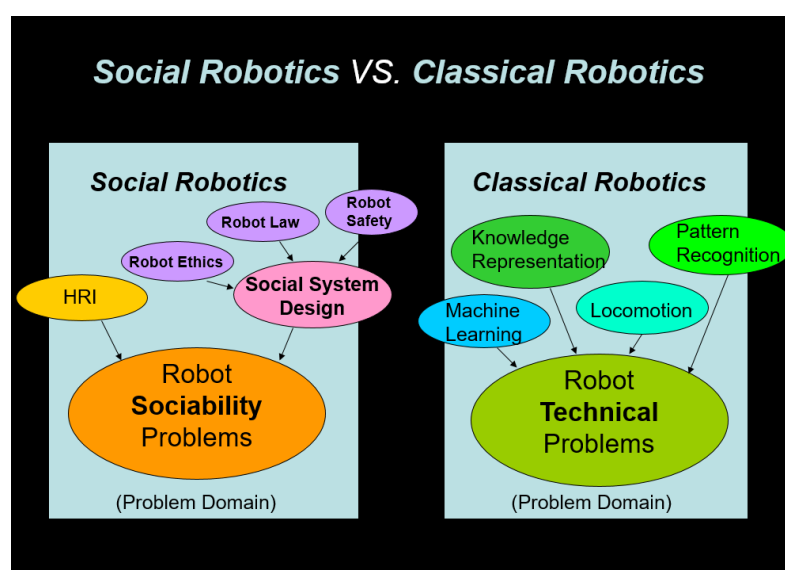 Social Robotics VS. Classical Robotics
Social Robotics
Robot
Safety
Robot Law
Robot Ethics
Social System
Design
HRI
Robot
Sociability
Problems
(Problem Domain)
Classical Robotics
Knowledge
Representation
Pattern
Recognition
Machine
Learning
Locomotion
Robot
Technical
Problems
(Problem Domain)